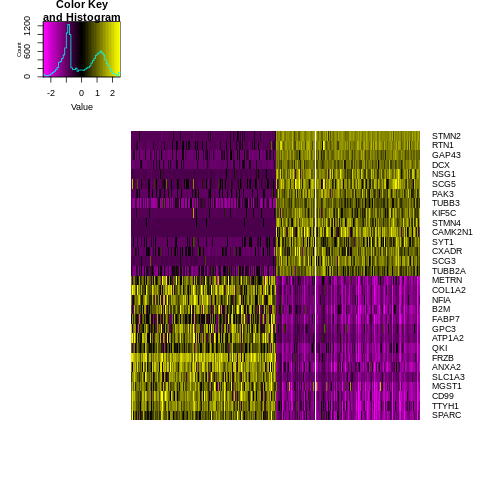 Color Key
and Histogram
Count
0 600 1200
-2 0 1 2
Value
STMN2
RTN1
GAP43
DCX
NSG1
SCG5
PAK3
TUBB3
KIF5C
STMN4
CAMK2N1
SYT1
CXADR
SCG3
TUBB2A
METRN
COL1A2
NFIA
B2M
FABP7
GPC3
ATP1A2
QKI
FRZB
ANXA2
SLC1A3
MGST1
CD99
TTYH1
SPARC